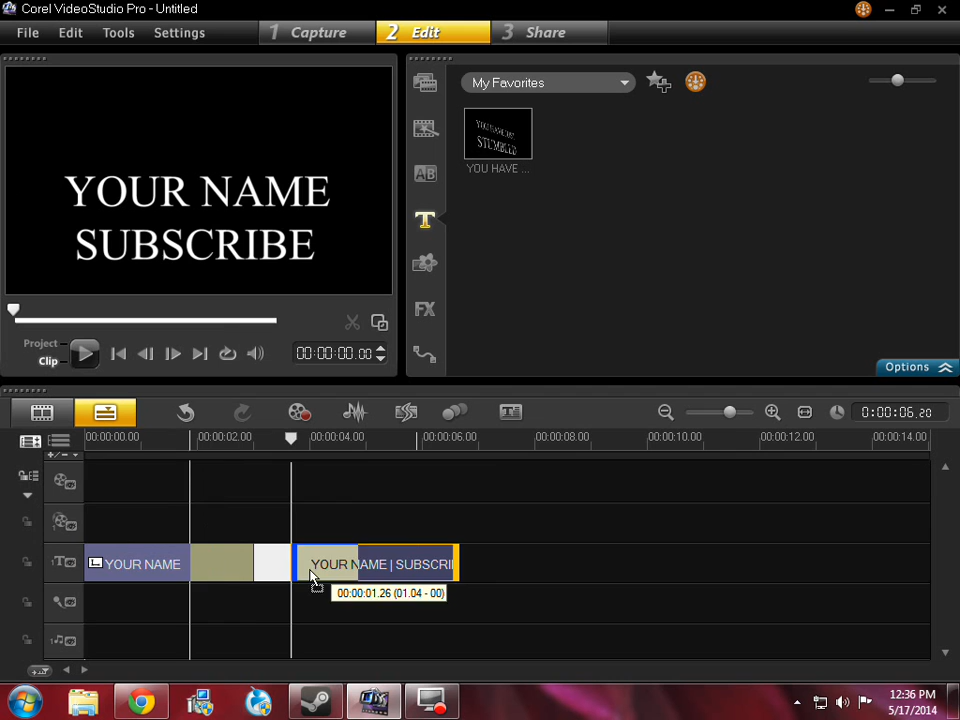 Corel VideoStudio Pro - Untitled
File Edit Tools Settings 1 Capture 2 Edit 3 Share
My Favorites
YOU HAVE ...
YOUR NAME
SUBSCRIBE
AB
T
FX
Project
Clip
00:00:00.00
Options
0:00:06.20
00:00:00.00 00:00:02.00 00:00:04.00 00:00:06.00 00:00:08.00 00:00:10.00 00:00:12.00 00:00:14.00
YOUR NAME
YOUR NAME | SUBSCRI
00:00:01.26 (01.04 - 00)
12:36 PM
5/17/2014